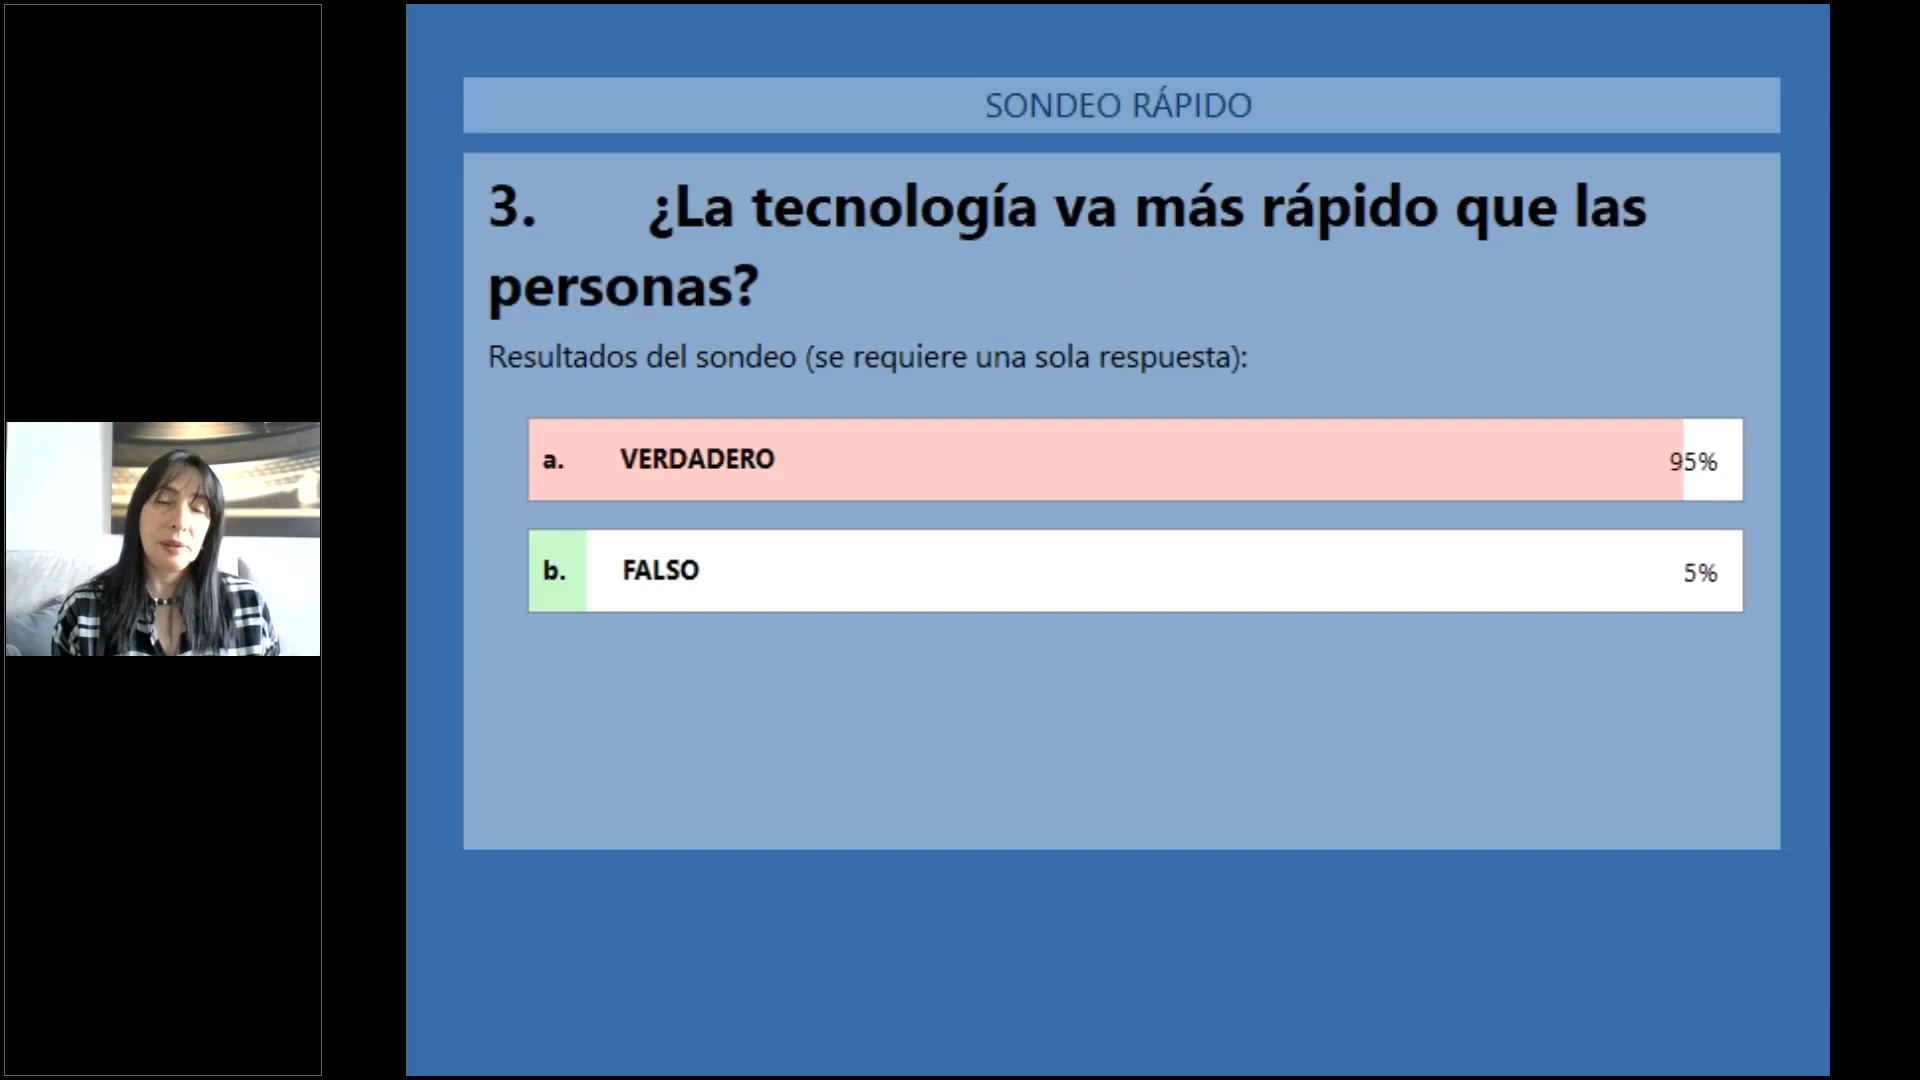 SONDEO RÁPIDO
3. ¿La tecnología va más rápido que las
personas?
Resultados del sondeo (se requiere una sola respuesta):
a. VERDADERO 95%
b. FALSO 5%